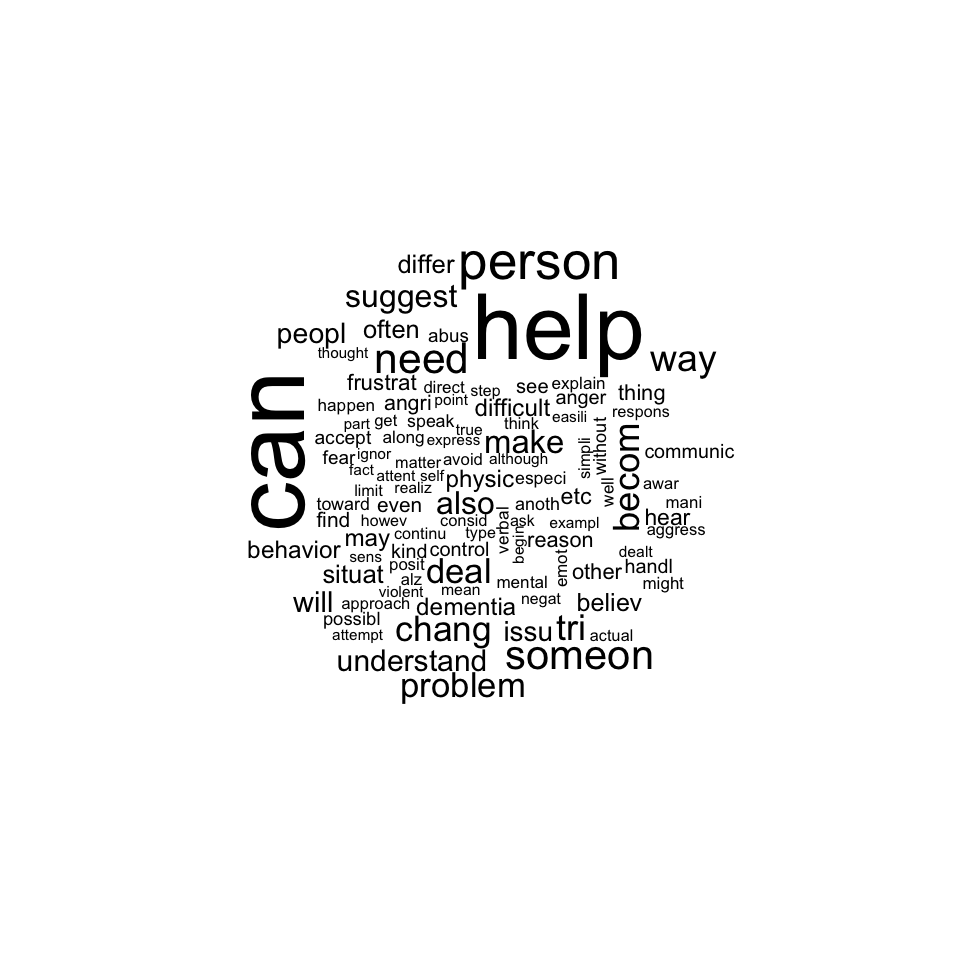 differ person
suggest
help
peopl often abus
thought need way
can
frustrat direct step see explain
happen angri point difficult anger thing
part get speak true think easili respons
accept along express make simpli without becom communic
fear ignor matter avoid although
fact attent self physic especi well awar
limit realiz
toward even also anoth etc mani
find howev consid ask exampl hear
may continu type verbal begin reason aggress
behavior sens kind control dealt
situat posit deal emot other handl
alz mental might
violent mean negat
will approach dementia believ
possibl chang issu tri
attempt actual
understand someon
problem